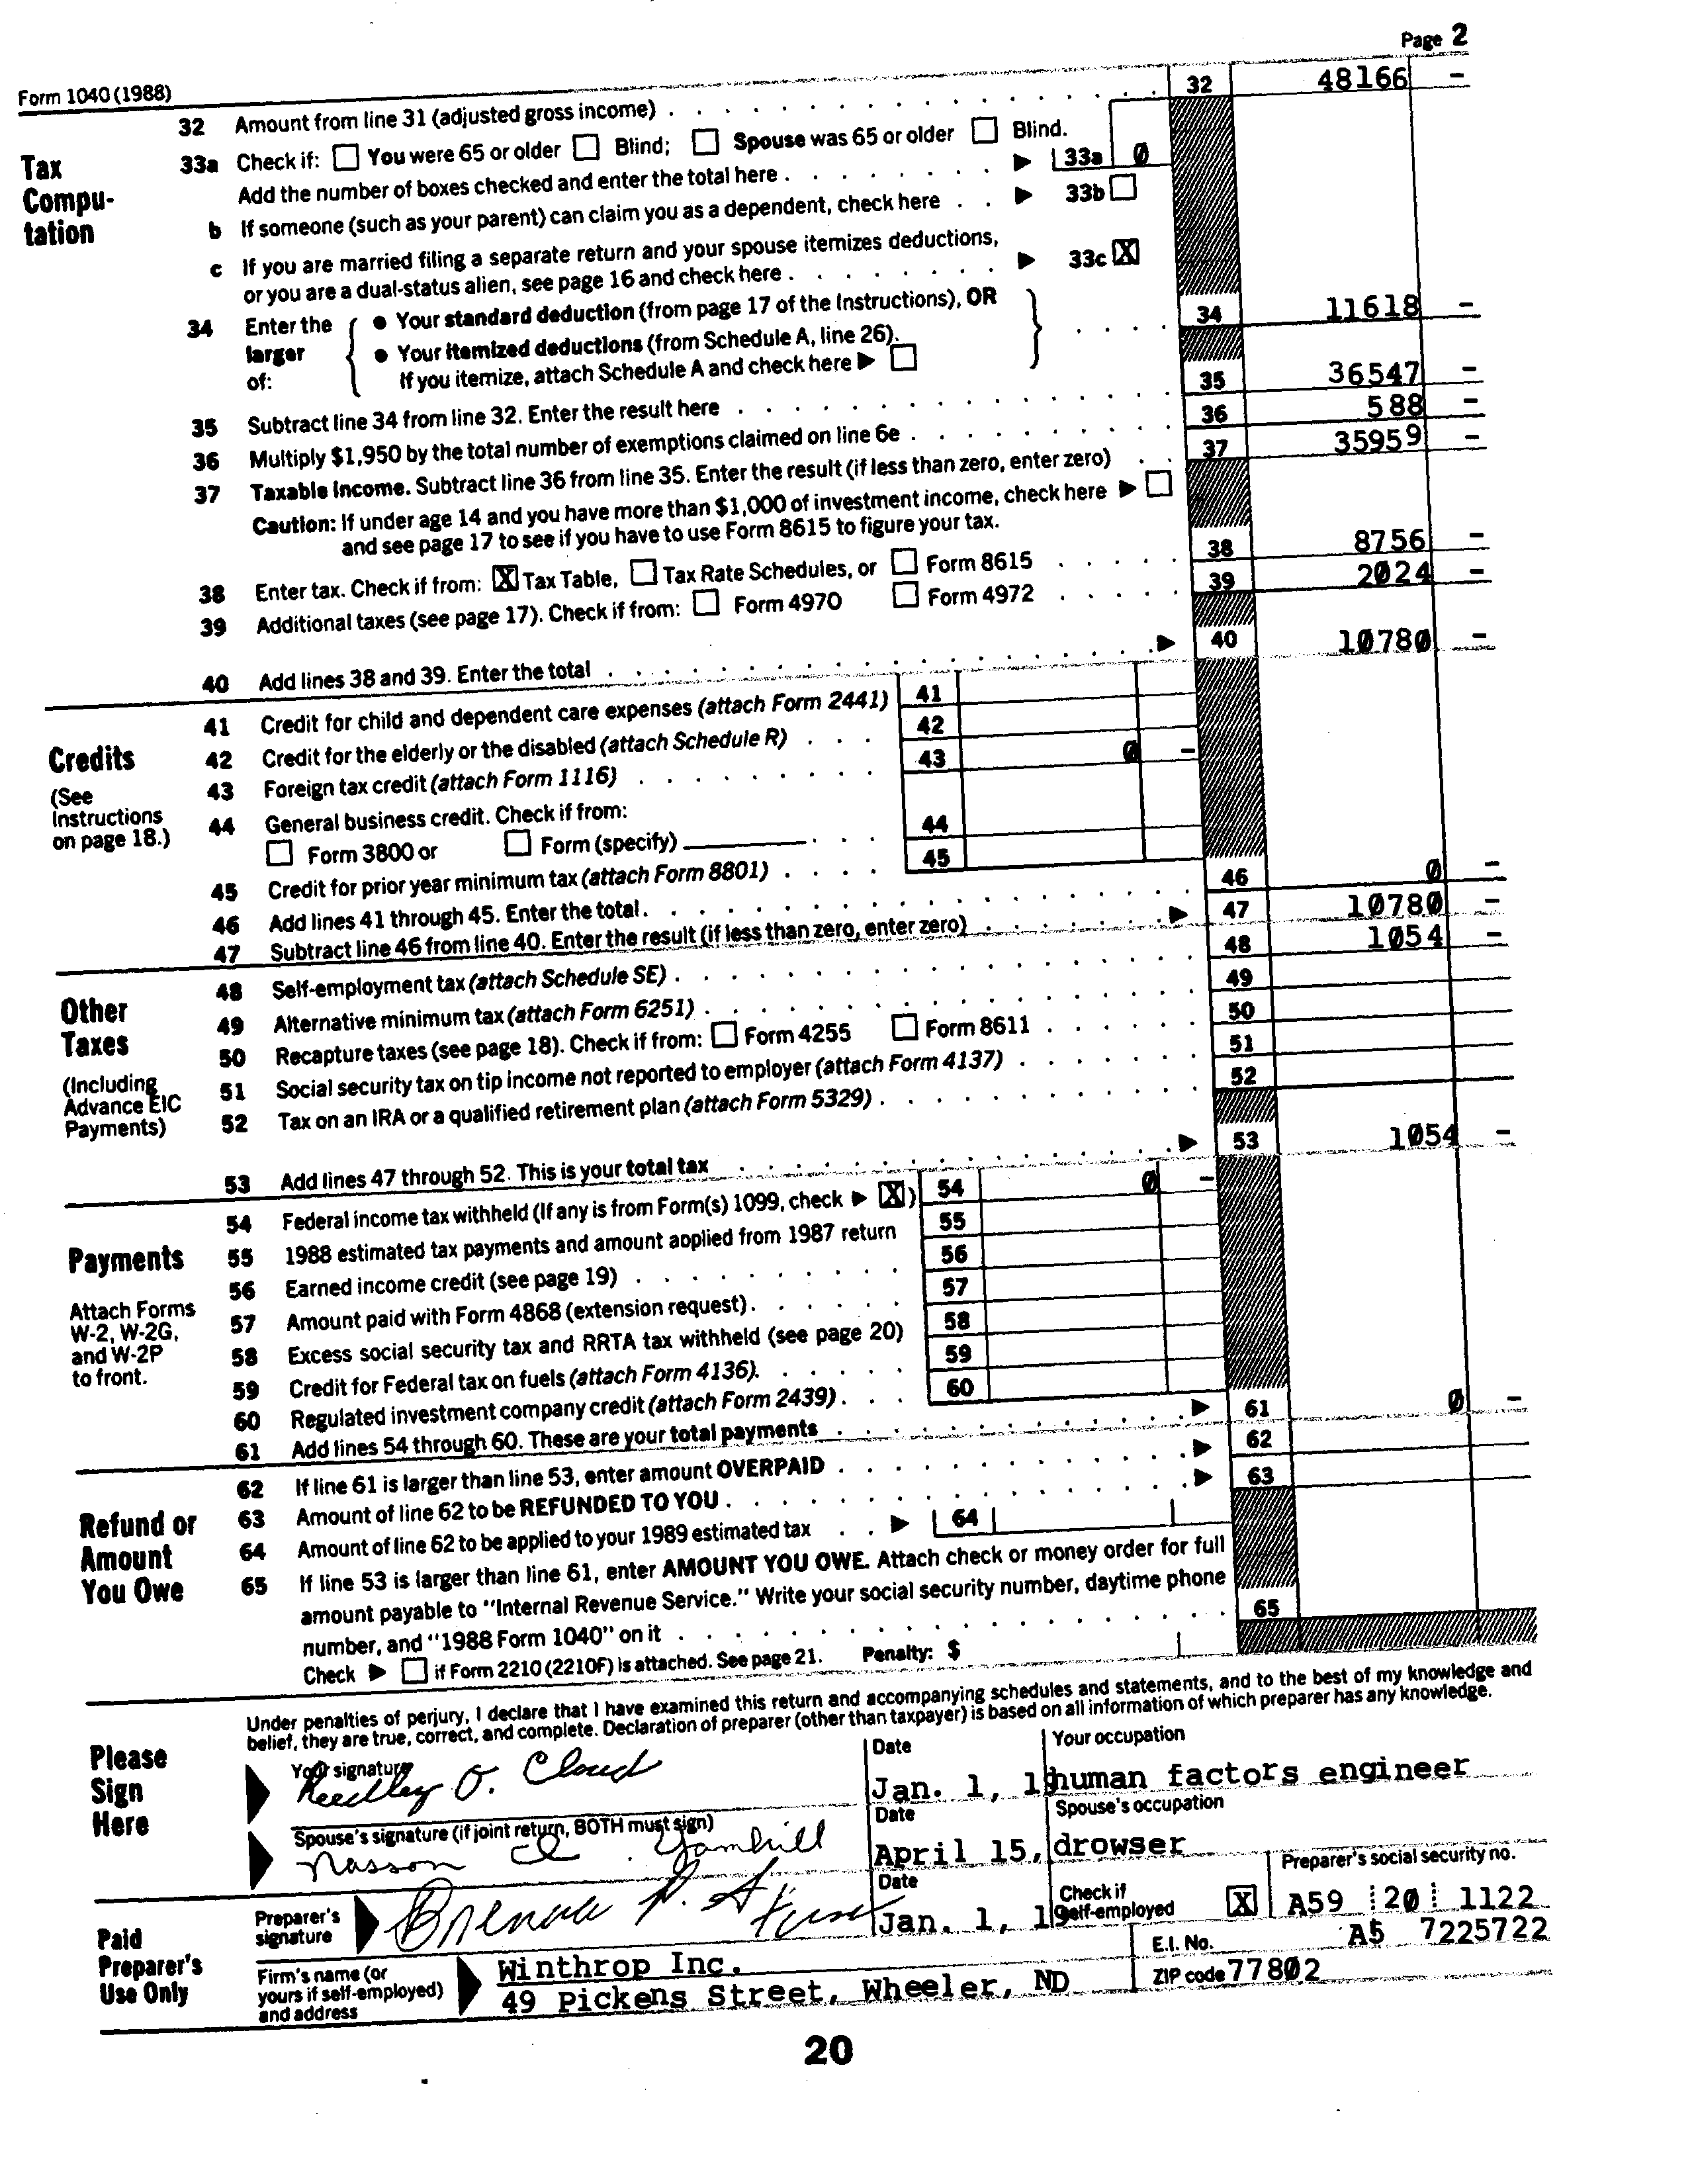 Page 2
Form 1040 (1988)
32 Amount from line 31 (adjusted gross income) 32 48166 –
Tax Compu- tation
33a Check if: You were 65 or older Blind; Spouse was 65 or older Blind.
Add the number of boxes checked and enter the total here 33a 0
b If someone (such as your parent) can claim you as a dependent, check here 33b
c If you are married filing a separate return and your spouse itemizes deductions,
or you are a dual-status alien, see page 16 and check here 33c X
34 Enter the larger of:
• Your standard deduction (from page 17 of the Instructions), OR
• Your itemized deductions (from Schedule A, line 26).
If you itemize, attach Schedule A and check here
34 11618 –
35 Subtract line 34 from line 32. Enter the result here 35 36547 –
36 Multiply $1,950 by the total number of exemptions claimed on line 6e 36 588 –
37 Taxable income. Subtract line 36 from line 35. Enter the result (if less than zero, enter zero) 37 35959 –
Caution: If under age 14 and you have more than $1,000 of investment income, check here
and see page 17 to see if you have to use Form 8615 to figure your tax.
38 Enter tax. Check if from: X Tax Table, Tax Rate Schedules, or Form 8615 38 8756 –
39 Additional taxes (see page 17). Check if from: Form 4970 Form 4972 39 2024 –
40 Add lines 38 and 39. Enter the total 40 10780 –
Credits
(See Instructions on page 18.)
41 Credit for child and dependent care expenses (attach Form 2441) 41
42 Credit for the elderly or the disabled (attach Schedule R) 42
43 Foreign tax credit (attach Form 1116) 43 0 –
44 General business credit. Check if from:
Form 3800 or Form (specify) 44
45 Credit for prior year minimum tax (attach Form 8801) 45
46 Add lines 41 through 45. Enter the total 46 0 –
47 Subtract line 46 from line 40. Enter the result (if less than zero, enter zero) 47 10780 –
Other Taxes
(Including Advance EIC Payments)
48 Self-employment tax (attach Schedule SE) 48 1054 –
49 Alternative minimum tax (attach Form 6251) 49
50 Recapture taxes (see page 18). Check if from: Form 4255 Form 8611 50
51 Social security tax on tip income not reported to employer (attach Form 4137) 51
52 Tax on an IRA or a qualified retirement plan (attach Form 5329) 52
53 Add lines 47 through 52. This is your total tax 53 1054 –
Payments
Attach Forms W-2, W-2G, and W-2P to front.
54 Federal income tax withheld (If any is from Form(s) 1099, check X) 54 0 –
55 1988 estimated tax payments and amount applied from 1987 return 55
56 Earned income credit (see page 19) 56
57 Amount paid with Form 4868 (extension request) 57
58 Excess social security tax and RRTA tax withheld (see page 20) 58
59 Credit for Federal tax on fuels (attach Form 4136) 59
60 Regulated investment company credit (attach Form 2439) 60
61 Add lines 54 through 60. These are your total payments 61 0 –
Refund or Amount You Owe
62 If line 61 is larger than line 53, enter amount OVERPAID 62
63 Amount of line 62 to be REFUNDED TO YOU 63
64 Amount of line 62 to be applied to your 1989 estimated tax 64
65 If line 53 is larger than line 61, enter AMOUNT YOU OWE. Attach check or money order for full
amount payable to "Internal Revenue Service." Write your social security number, daytime phone
number, and "1988 Form 1040" on it 65
Check if Form 2210 (2210F) is attached. See page 21. Penalty: $
Under penalties of perjury, I declare that I have examined this return and accompanying schedules and statements, and to the best of my knowledge and
belief, they are true, correct, and complete. Declaration of preparer (other than taxpayer) is based on all information of which preparer has any knowledge.
Please Sign Here
Your signature Reedley O. Cloud Date Jan. 1, 19 Your occupation human factors engineer
Spouse's signature (if joint return, BOTH must sign) Nasson Yamhill Date April 15, Spouse's occupation drowser
Paid Preparer's Use Only
Preparer's signature Brenda P. Date Jan. 1, 19 Check if self-employed X Preparer's social security no. A59 20 1122
Firm's name (or yours if self-employed) and address
Winthrop Inc. E.I. No. A5 7225722
49 Pickens Street, Wheeler, ND ZIP code 77802
20